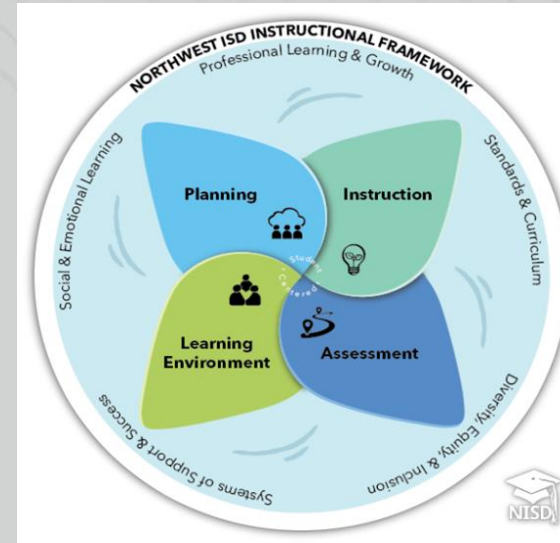 NORTHWEST ISD INSTRUCTIONAL FRAMEWORK
Professional Learning & Growth
Social & Emotional Learning
Standards & Curriculum
Planning
Instruction
Student
Centered
Learning
Environment
Assessment
Systems of Support & Success
Diversity, Equity, & Inclusion
NISD